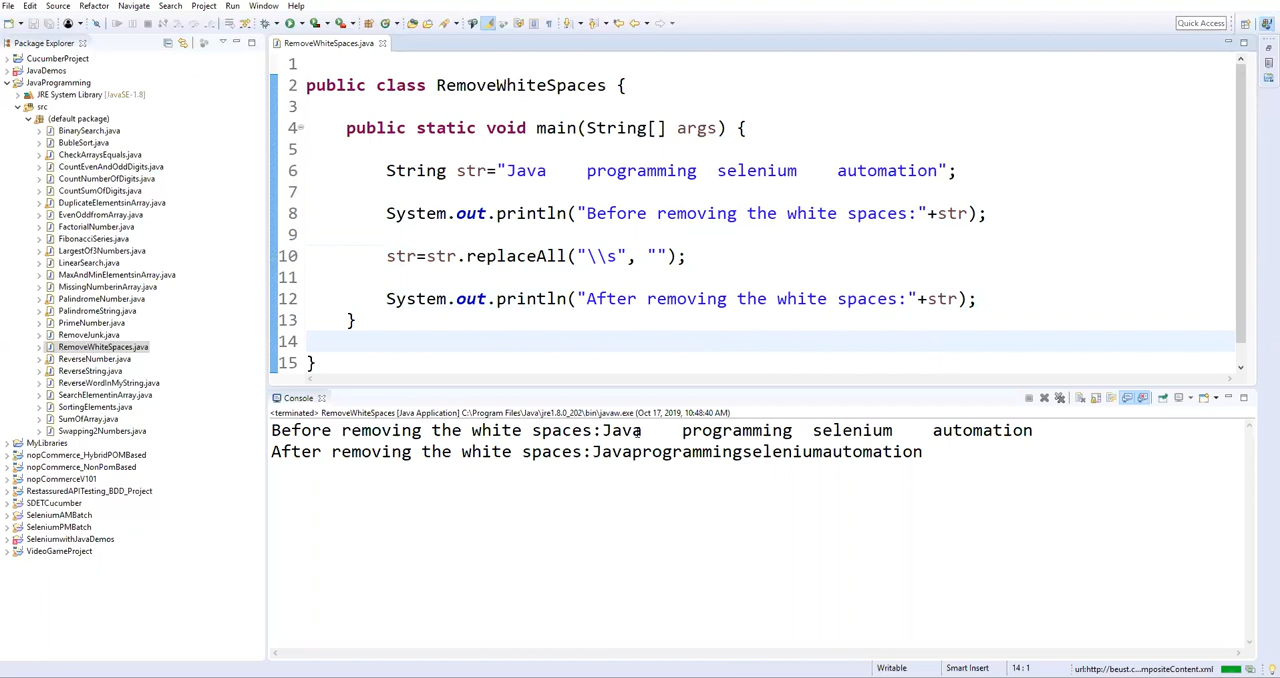 File Edit Source Refactor Navigate Search Project Run Window Help
Quick Access
Package Explorer
RemoveWhiteSpaces.java
CucumberProject
JavaDemos
JavaProgramming
JRE System Library [JavaSE-1.8]
src
(default package)
BinarySearch.java
BubleSort.java
CheckArraysEquals.java
CountEvenAndOddDigits.java
CountNumberOfDigits.java
CountSumOfDigits.java
DuplicateElementsinArray.java
EvenOddfromArray.java
FactorialNumber.java
FibonacciSeries.java
LargestOf3Numbers.java
LinearSearch.java
MaxAndMinElementsinArray.java
MissingNumberinArray.java
PalindromeNumber.java
PalindromeString.java
PrimeNumber.java
RemoveJunk.java
RemoveWhiteSpaces.java
ReverseNumber.java
ReverseString.java
ReverseWordInMyString.java
SearchElementinArray.java
SortingElements.java
SumOfArray.java
Swapping2Numbers.java
MyLibraries
nopCommerce_HybridPOMBased
nopCommerce_NonPomBased
nopCommerceV101
RestassuredAPITesting_BDD_Project
SDETCucumber
SeleniumAMBatch
SeleniumPMBatch
SeleniumwithJavaDemos
VideoGameProject
1
2 public class RemoveWhiteSpaces {
3
4 public static void main(String[] args) {
5
6 String str="Java    programming  selenium    automation";
7
8 System.out.println("Before removing the white spaces:"+str);
9
10 str=str.replaceAll("\\s", "");
11
12 System.out.println("After removing the white spaces:"+str);
13 }
14
15 }
Console
<terminated> RemoveWhiteSpaces [Java Application] C:\Program Files\Java\jre1.8.0_202\bin\javaw.exe (Oct 17, 2019, 10:48:40 AM)
Before removing the white spaces:Java    programming  selenium    automation
After removing the white spaces:Javaprogrammingseleniumautomation
Writable Smart Insert 14 : 1 url:http://beust.c...mpositeContent.xml